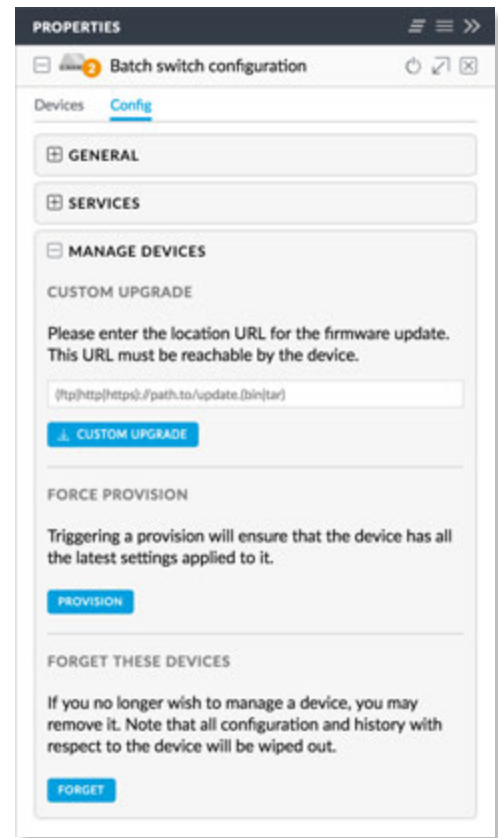 PROPERTIES
2 Batch switch configuration
Devices Config
GENERAL
SERVICES
MANAGE DEVICES
CUSTOM UPGRADE
Please enter the location URL for the firmware update.
This URL must be reachable by the device.
(ftp|http|https)://path.to/update.(bin|tar)
CUSTOM UPGRADE
FORCE PROVISION
Triggering a provision will ensure that the device has all
the latest settings applied to it.
PROVISION
FORGET THESE DEVICES
If you no longer wish to manage a device, you may
remove it. Note that all configuration and history with
respect to the device will be wiped out.
FORGET